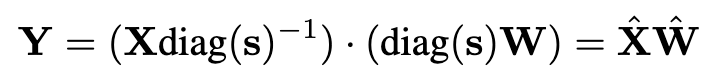 Y = (Xdiag(s)⁻¹) · (diag(s)W) = X̂Ŵ